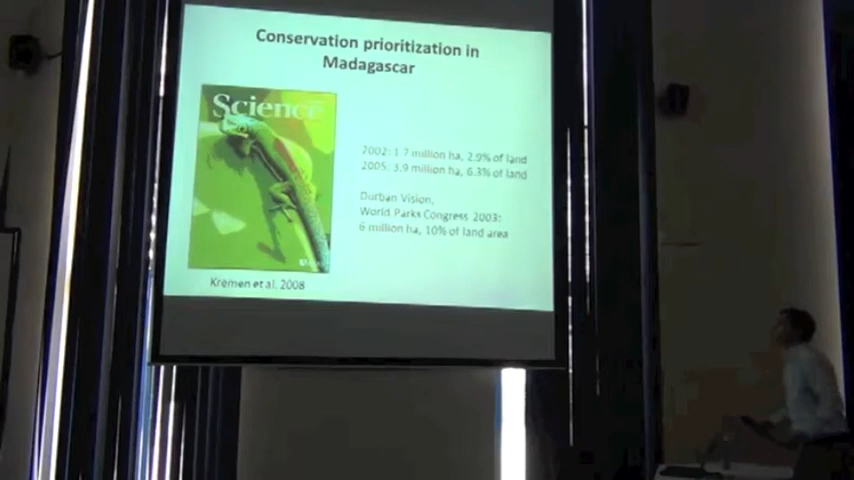 Conservation prioritization in
Madagascar
Science
2002: 1.7 million ha, 2.9% of land
2005: 3.9 million ha, 6.3% of land
Durban Vision,
World Parks Congress 2003:
6 million ha, 10% of land area
Kremen et al. 2008